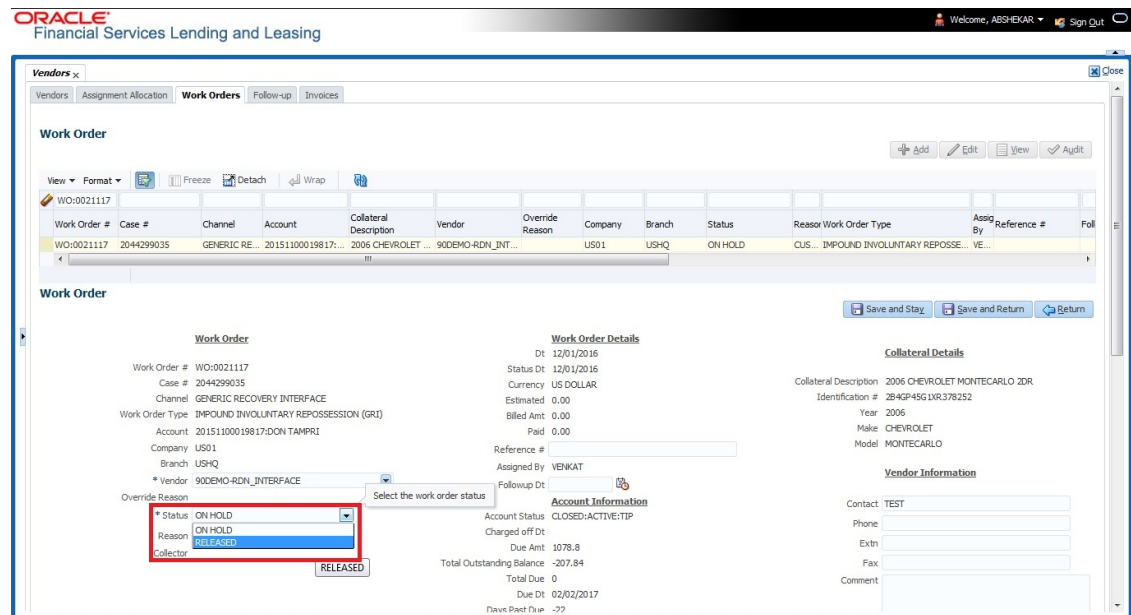 ORACLE
Financial Services Lending and Leasing
Welcome, ABSHEKAR Sign Out
Vendors x
Close
Vendors Assignment Allocation Work Orders Follow-up Invoices
Work Order
Add Edit View Audit
View Format Freeze Detach Wrap
WO:0021117
Work Order # Case # Channel Account Collateral Description Vendor Override Reason Company Branch Status Reason Work Order Type Assig By Reference # Foll
WO:0021117 2044299035 GENERIC RE... 20151100019817:... 2006 CHEVROLET ... 90DEMO-RDN_INT... US01 USHQ ON HOLD CUS... IMPOUND INVOLUNTARY REPOSSE... VE...
Work Order
Save and Stay Save and Return Return
Work Order
Work Order # WO:0021117
Case # 2044299035
Channel GENERIC RECOVERY INTERFACE
Work Order Type IMPOUND INVOLUNTARY REPOSSESSION (GRI)
Account 20151100019817:DON TAMPRI
Company US01
Branch USHQ
* Vendor 90DEMO-RDN_INTERFACE
Override Reason
Select the work order status
* Status ON HOLD
ON HOLD
Reason
RELEASED
Collector
RELEASED
Work Order Details
Dt 12/01/2016
Status Dt 12/01/2016
Currency US DOLLAR
Estimated 0.00
Billed Amt 0.00
Paid 0.00
Reference #
Assigned By VENKAT
Followup Dt
Account Information
Account Status CLOSED:ACTIVE:TIP
Charged off Dt
Due Amt 1078.8
Total Outstanding Balance -207.84
Total Due 0
Due Dt 02/02/2017
Days Past Due -22
Collateral Details
Collateral Description 2006 CHEVROLET MONTECARLO 2DR
Identification # 2B4GP45G1XR378252
Year 2006
Make CHEVROLET
Model MONTECARLO
Vendor Information
Contact TEST
Phone
Extn
Fax
Comment